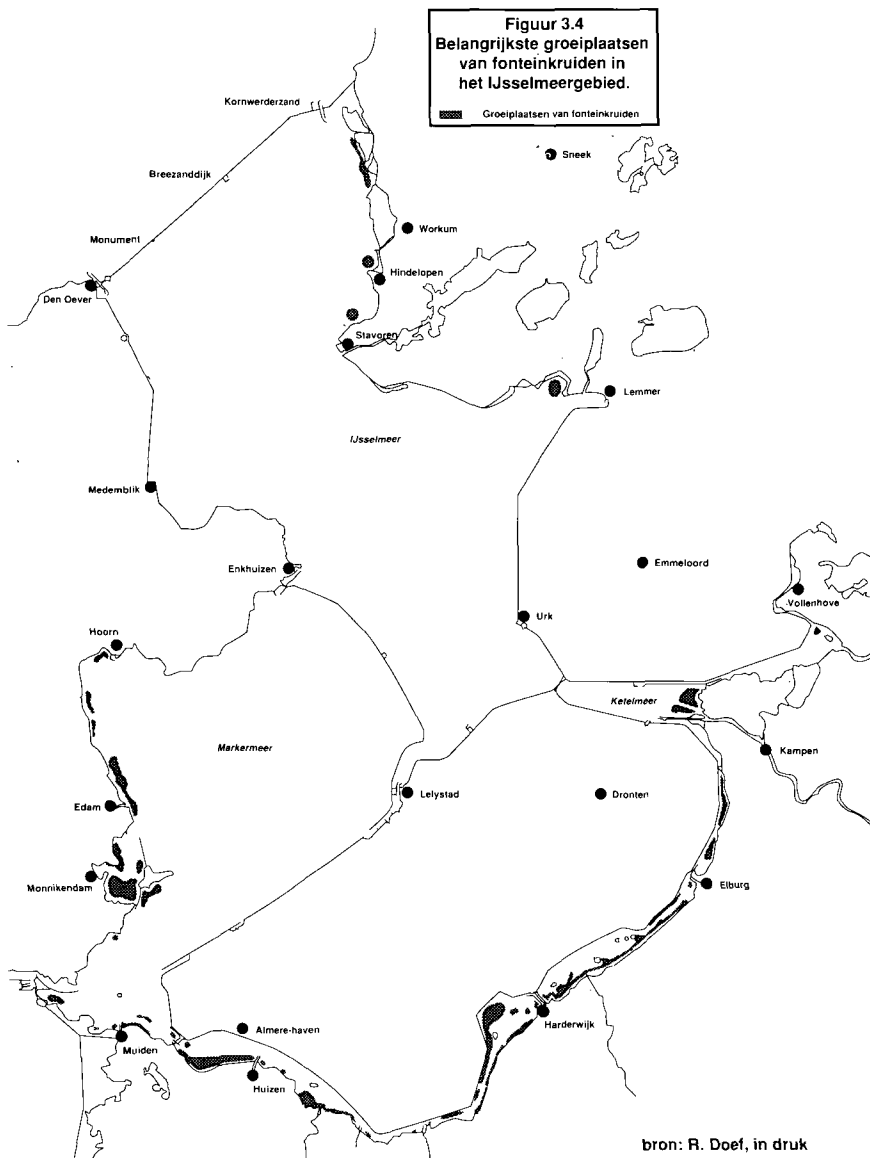 Figuur 3.4
Belangrijkste groeiplaatsen
van fonteinkruiden in
het IJsselmeergebied.
Groeiplaatsen van fonteinkruiden
Kornwerderzand
Sneek
Breezanddijk
Workum
Monument
Hindelopen
Den Oever
Stavoren
Lemmer
IJsselmeer
Medemblik
Emmeloord
Enkhuizen
Vollenhove
Urk
Hoorn
Ketelmeer
Markermeer
Kampen
Lelystad
Dronten
Edam
Elburg
Monnikendam
Harderwijk
Almere-haven
Muiden
Huizen
bron: R. Doef, in druk